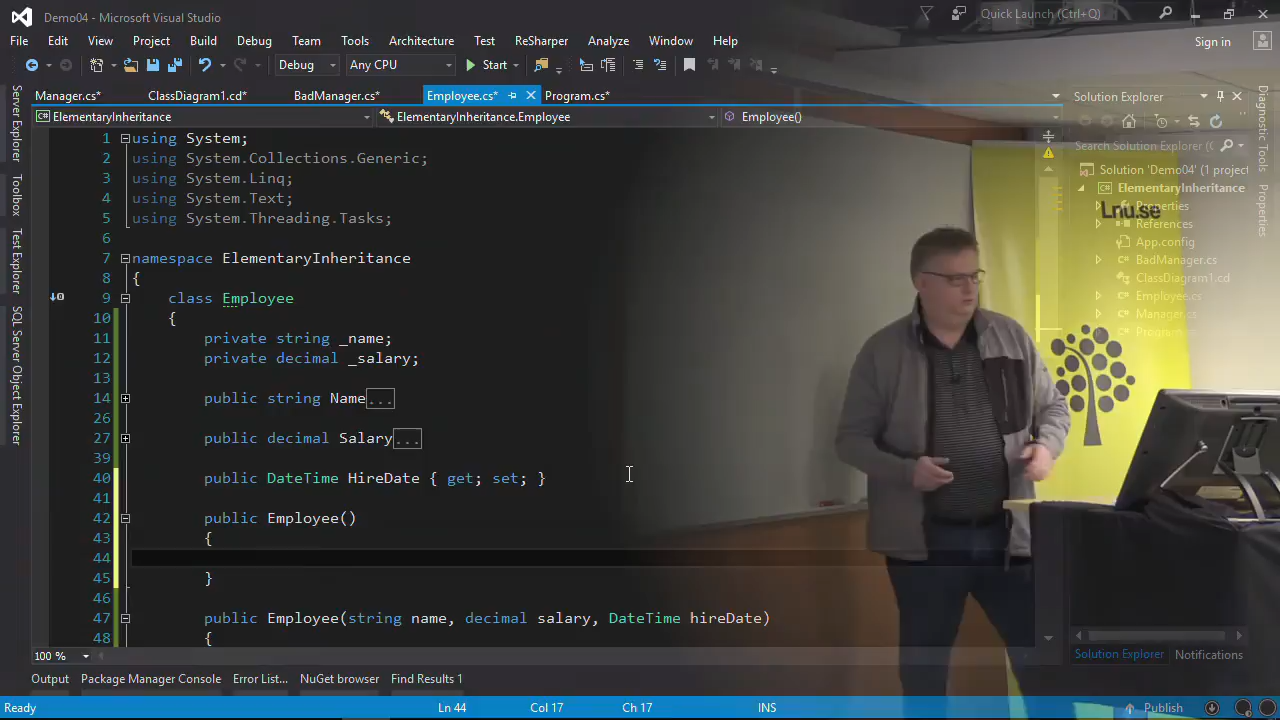 Demo04 - Microsoft Visual Studio
Quick Launch (Ctrl+Q)
File Edit View Project Build Debug Team Tools Architecture Test ReSharper Analyze Window Help
Sign in
Debug Any CPU Start
Manager.cs* ClassDiagram1.cd* BadManager.cs* Employee.cs* Program.cs*
ElementaryInheritance ElementaryInheritance.Employee Employee()
1 using System;
2 using System.Collections.Generic;
3 using System.Linq;
4 using System.Text;
5 using System.Threading.Tasks;
6
7 namespace ElementaryInheritance
8 {
9 class Employee
10 {
11 private string _name;
12 private decimal _salary;
13
14 public string Name...
26
27 public decimal Salary...
39
40 public DateTime HireDate { get; set; }
41
42 public Employee()
43 {
44
45 }
46
47 public Employee(string name, decimal salary, DateTime hireDate)
48 {
100 %
Server Explorer
Toolbox
Test Explorer
SQL Server Object Explorer
Solution Explorer
Search Solution Explorer (C
Solution 'Demo04' (1 project
ElementaryInheritance
Properties
Lnu.se
References
App.config
BadManager.cs
ClassDiagram1.cd
Employee.cs
Manager.cs
Program.cs
Diagnostic Tools
Properties
Solution Explorer Notifications
Output Package Manager Console Error List... NuGet browser Find Results 1
Ready Ln 44 Col 17 Ch 17 INS Publish